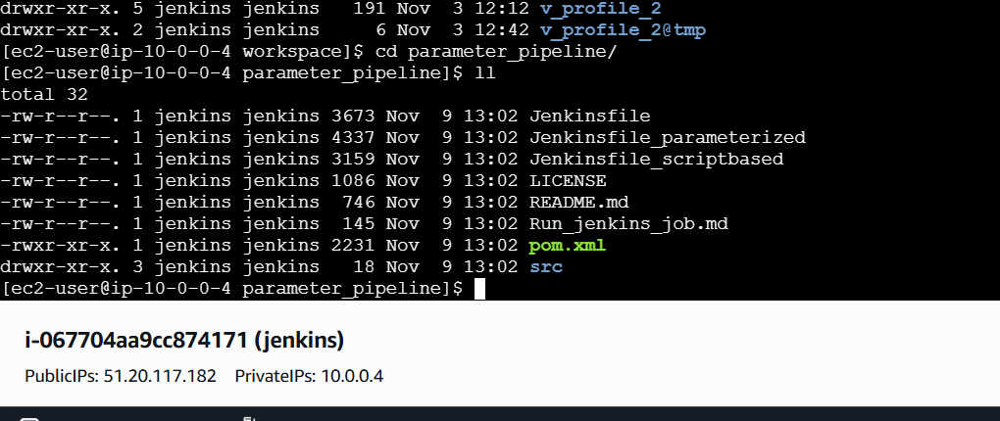 drwxr-xr-x. 5 jenkins jenkins  191 Nov  3 12:12 v_profile_2
drwxr-xr-x. 2 jenkins jenkins    6 Nov  3 12:42 v_profile_2@tmp
[ec2-user@ip-10-0-0-4 workspace]$ cd parameter_pipeline/
[ec2-user@ip-10-0-0-4 parameter_pipeline]$ ll
total 32
-rw-r--r--. 1 jenkins jenkins 3673 Nov  9 13:02 Jenkinsfile
-rw-r--r--. 1 jenkins jenkins 4337 Nov  9 13:02 Jenkinsfile_parameterized
-rw-r--r--. 1 jenkins jenkins 3159 Nov  9 13:02 Jenkinsfile_scriptbased
-rw-r--r--. 1 jenkins jenkins 1086 Nov  9 13:02 LICENSE
-rw-r--r--. 1 jenkins jenkins  746 Nov  9 13:02 README.md
-rw-r--r--. 1 jenkins jenkins  145 Nov  9 13:02 Run_jenkins_job.md
-rwxr-xr-x. 1 jenkins jenkins 2231 Nov  9 13:02 pom.xml
drwxr-xr-x. 3 jenkins jenkins   18 Nov  9 13:02 src
[ec2-user@ip-10-0-0-4 parameter_pipeline]$
i-067704aa9cc874171 (jenkins)
PublicIPs: 51.20.117.182 PrivateIPs: 10.0.0.4